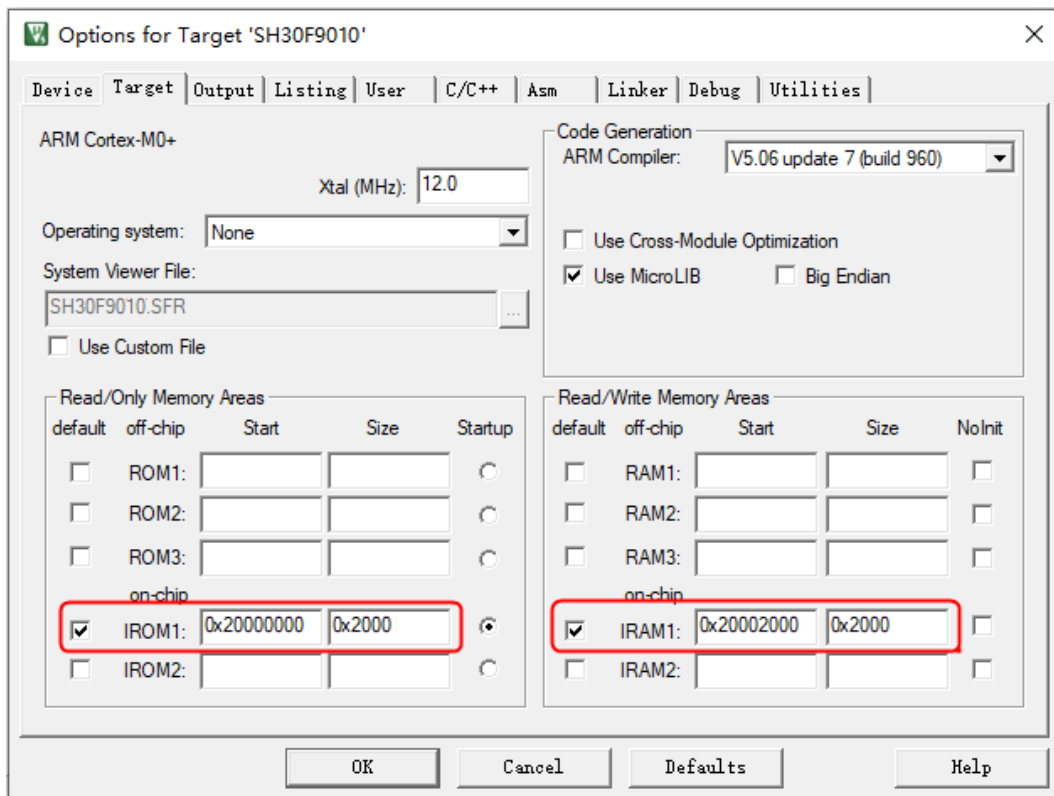 Options for Target 'SH30F9010'
Device Target Output Listing User C/C++ Asm Linker Debug Utilities
ARM Cortex-M0+
Xtal (MHz): 12.0
Operating system: None
System Viewer File:
SH30F9010.SFR ...
Use Custom File
Code Generation
ARM Compiler: V5.06 update 7 (build 960)
Use Cross-Module Optimization
Use MicroLIB Big Endian
Read/Only Memory Areas
default off-chip Start Size Startup
ROM1:
ROM2:
ROM3:
on-chip
IROM1: 0x20000000 0x2000
IROM2:
Read/Write Memory Areas
default off-chip Start Size NoInit
RAM1:
RAM2:
RAM3:
on-chip
IRAM1: 0x20002000 0x2000
IRAM2:
OK Cancel Defaults Help